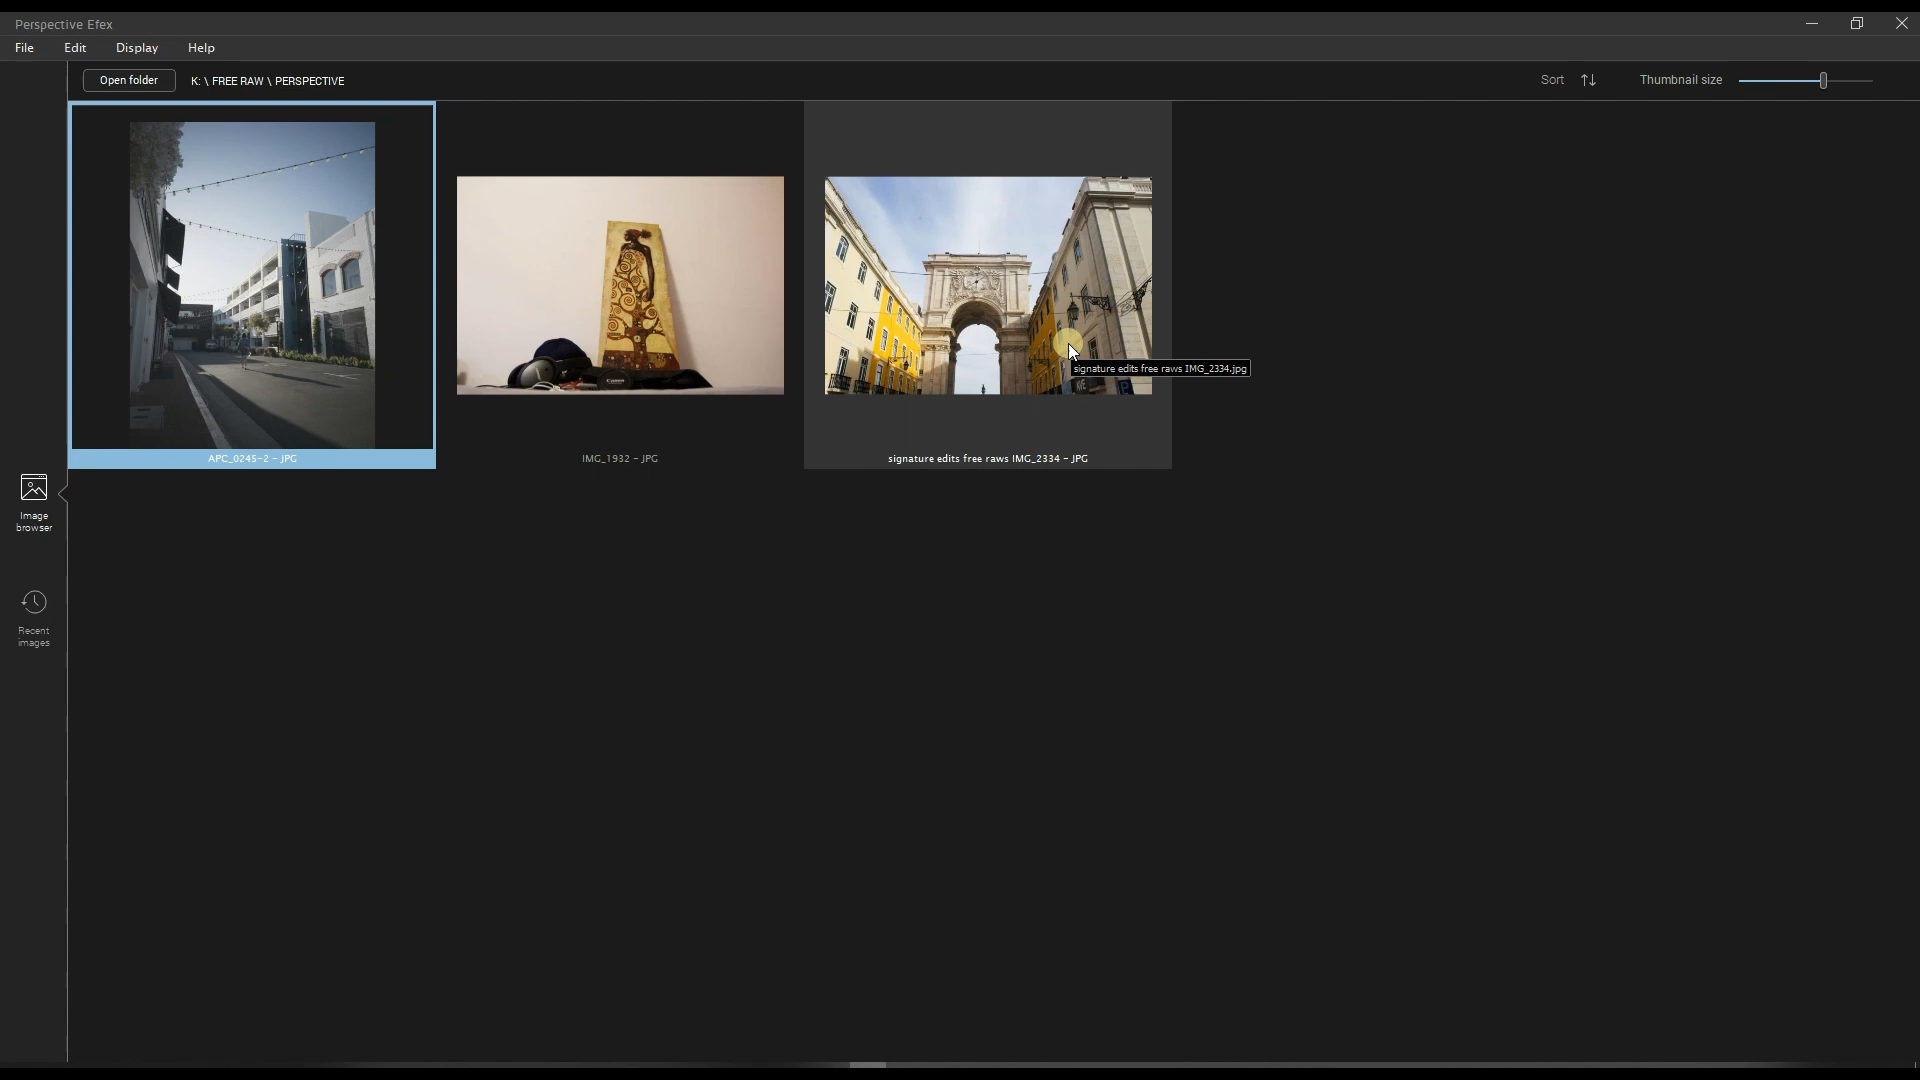 Perspective Efex
File Edit Display Help
Open folder K: \ FREE RAW \ PERSPECTIVE Sort Thumbnail size
signature edits free raws IMG_2334.jpg
APC_0245-2 - JPG IMG_1932 - JPG signature edits free raws IMG_2334 - JPG
Image
browser
Recent
images